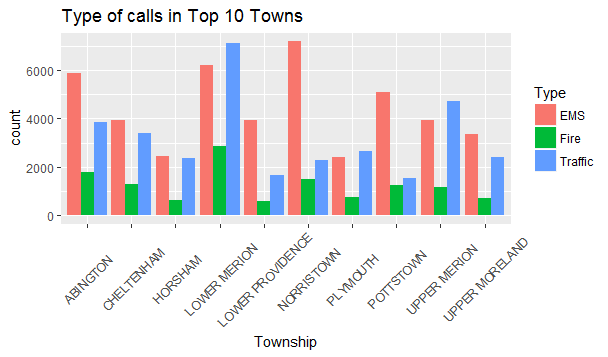 Type of calls in Top 10 Towns
count
6000
4000
2000
0
ABINGTON
CHELTENHAM
HORSHAM
LOWER MERION
LOWER PROVIDENCE
NORRISTOWN
PLYMOUTH
POTTSTOWN
UPPER MERION
UPPER MORELAND
Township
Type
EMS
Fire
Traffic